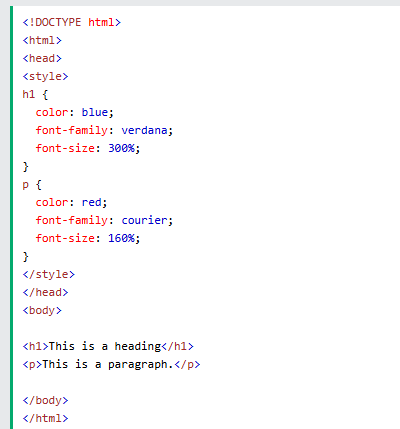 <!DOCTYPE html>
<html>
<head>
<style>
h1 {
  color: blue;
  font-family: verdana;
  font-size: 300%;
}
p {
  color: red;
  font-family: courier;
  font-size: 160%;
}
</style>
</head>
<body>

<h1>This is a heading</h1>
<p>This is a paragraph.</p>

</body>
</html>